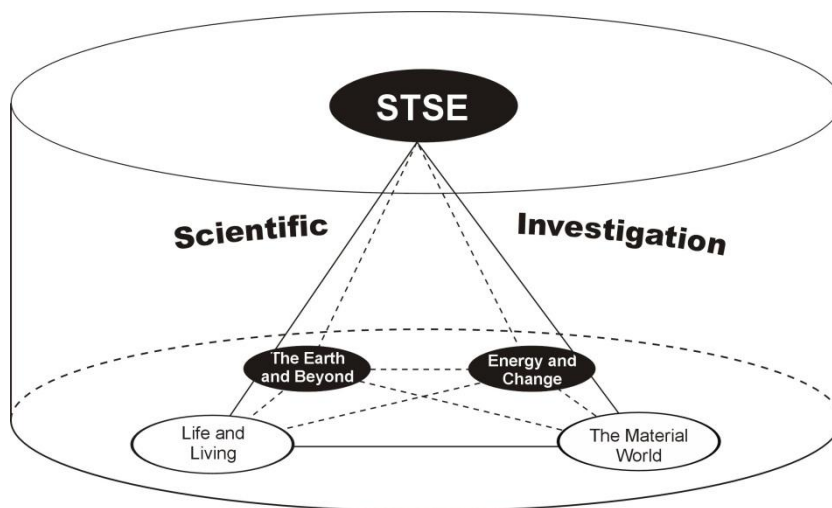 STSE
Scientific Investigation
The Earth
and Beyond
Energy and
Change
Life and
Living
The Material
World